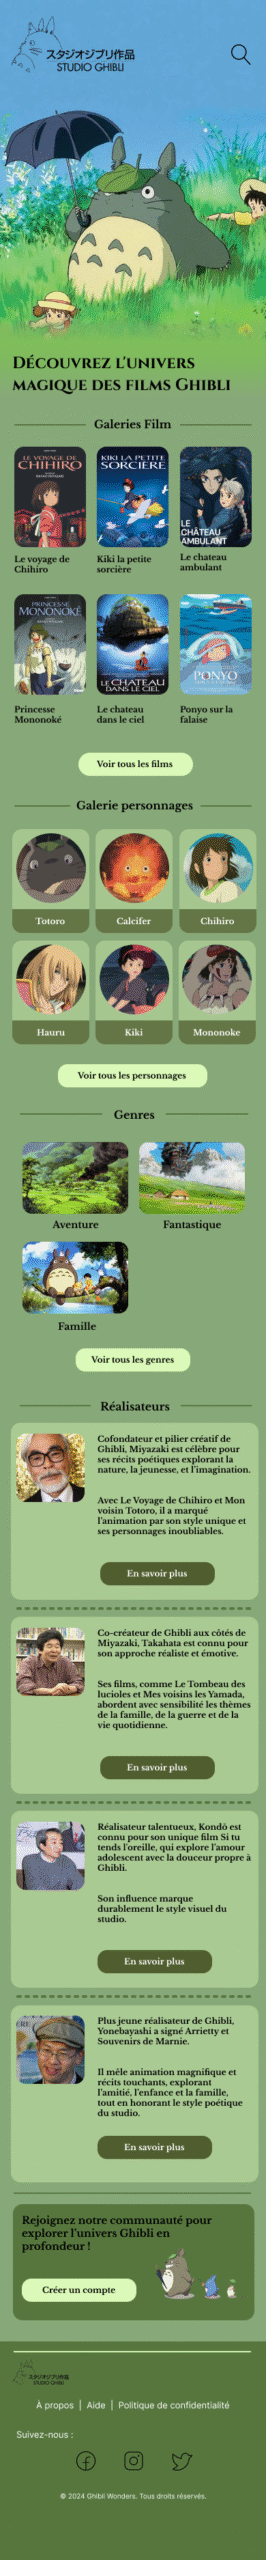 スタジオジブリ作品
STUDIO GHIBLI
Découvrez l'univers
magique des films Ghibli
Galeries Film
LE VOYAGE DE
CHIHIRO
KIKI LA PETITE
SORCIÈRE
LE
CHÂTEAU
AMBULANT
Le voyage de
Chihiro
Kiki la petite
sorcière
Le chateau
ambulant
PRINCESSE
MONONOKÉ
LE CHATEAU
DANS LE CIEL
PONYO
SUR LA FALAISE
Princesse
Mononoké
Le chateau
dans le ciel
Ponyo sur la
falaise
Voir tous les films
Galerie personnages
Totoro
Calcifer
Chihiro
Hauru
Kiki
Mononoke
Voir tous les personnages
Genres
Aventure
Fantastique
Famille
Voir tous les genres
Réalisateurs
Cofondateur et pilier créatif de
Ghibli, Miyazaki est célèbre pour
ses récits poétiques explorant la
nature, la jeunesse, et l'imagination.
Avec Le Voyage de Chihiro et Mon
voisin Totoro, il a marqué
l'animation par son style unique et
ses personnages inoubliables.
En savoir plus
Co-créateur de Ghibli aux côtés de
Miyazaki, Takahata est connu pour
son approche réaliste et émotive.
Ses films, comme Le Tombeau des
lucioles et Mes voisins les Yamada,
abordent avec sensibilité les thèmes
de la famille, de la guerre et de la
vie quotidienne.
En savoir plus
Réalisateur talentueux, Kondō est
connu pour son unique film Si tu
tends l'oreille, qui explore l'amour
adolescent avec la douceur propre à
Ghibli.
Son influence marque
durablement le style visuel du
studio.
En savoir plus
Plus jeune réalisateur de Ghibli,
Yonebayashi a signé Arrietty et
Souvenirs de Marnie.
Il mêle animation magnifique et
récits touchants, explorant
l'amitié, l'enfance et la famille,
tout en honorant le style poétique
du studio.
En savoir plus
Rejoignez notre communauté pour
explorer l'univers Ghibli en
profondeur !
Créer un compte
スタジオジブリ作品
STUDIO GHIBLI
À propos | Aide | Politique de confidentialité
Suivez-nous :
© 2024 Ghibli Wonders. Tous droits réservés.